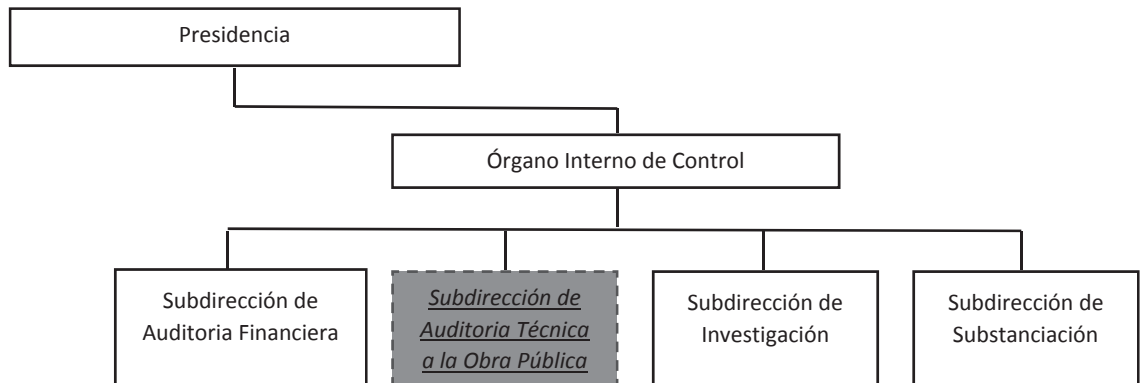 Presidencia
Órgano Interno de Control
Subdirección de
Auditoria Financiera
Subdirección de
Auditoria Técnica
a la Obra Pública
Subdirección de
Investigación
Subdirección de
Substanciación